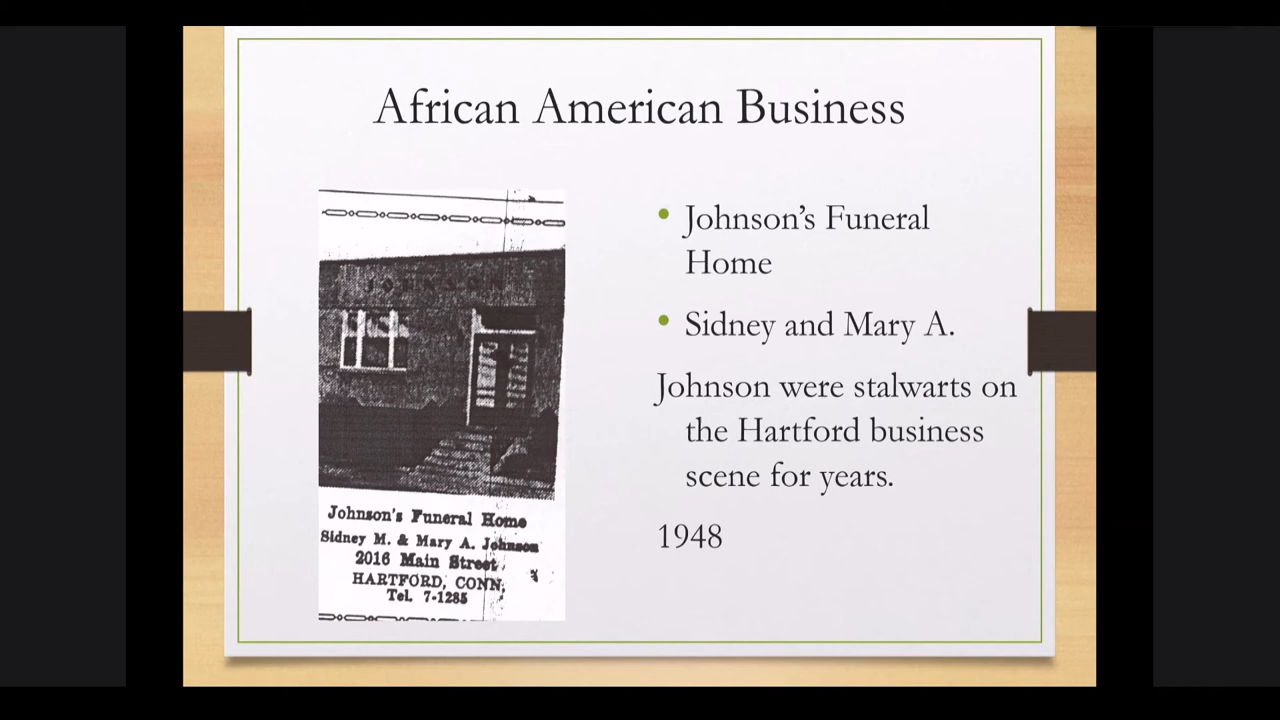 African American Business
JOHNSON
Johnson's Funeral Home
Sidney M. & Mary A. Johnson
2016 Main Street
HARTFORD, CONN.
Tel. 7-1285
• Johnson’s Funeral
Home
• Sidney and Mary A.
Johnson were stalwarts on
the Hartford business
scene for years.
1948